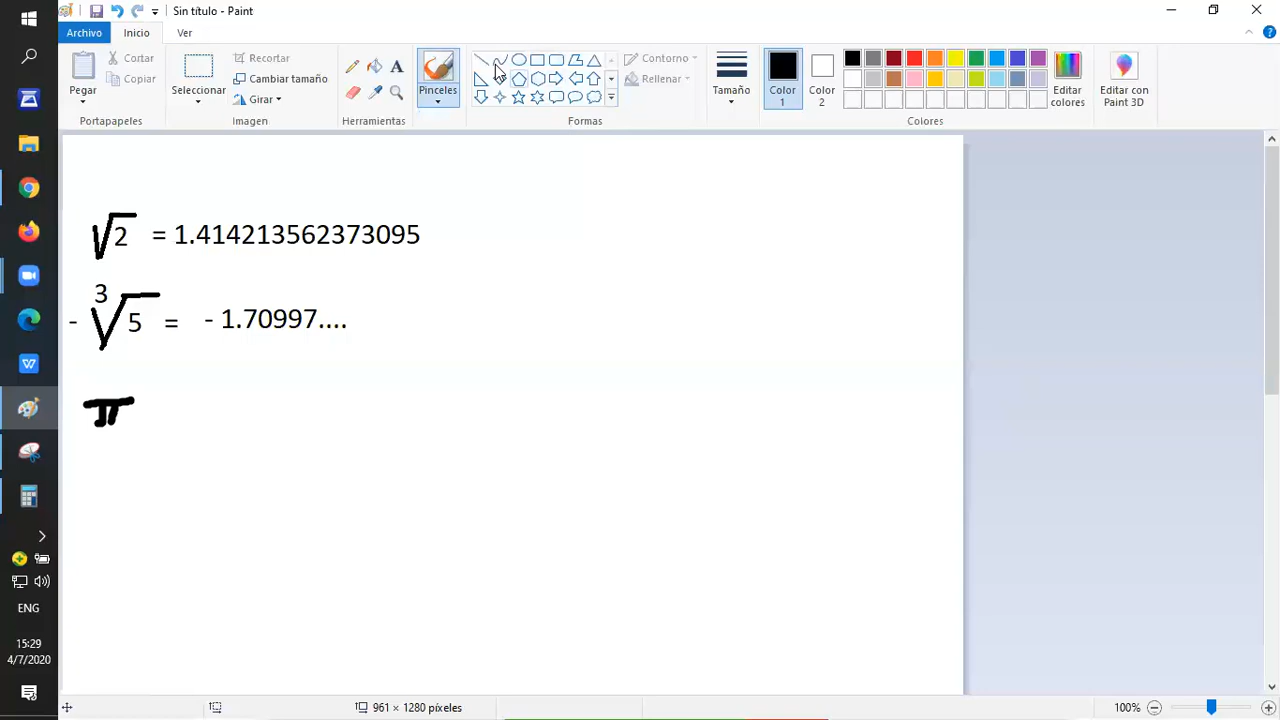 Sin título - Paint
Archivo Inicio Ver
Pegar
Cortar
Copiar
Portapapeles
Seleccionar
Recortar
Cambiar tamaño
Girar
Imagen
A
Herramientas
Pinceles
Formas
Contorno
Rellenar
Tamaño
Color 1
Color 2
Editar colores
Colores
Editar con Paint 3D
√2 = 1.414213562373095
- 3√5 = - 1.70997....
π
ENG
15:29
4/7/2020
961 × 1280 píxeles
100%